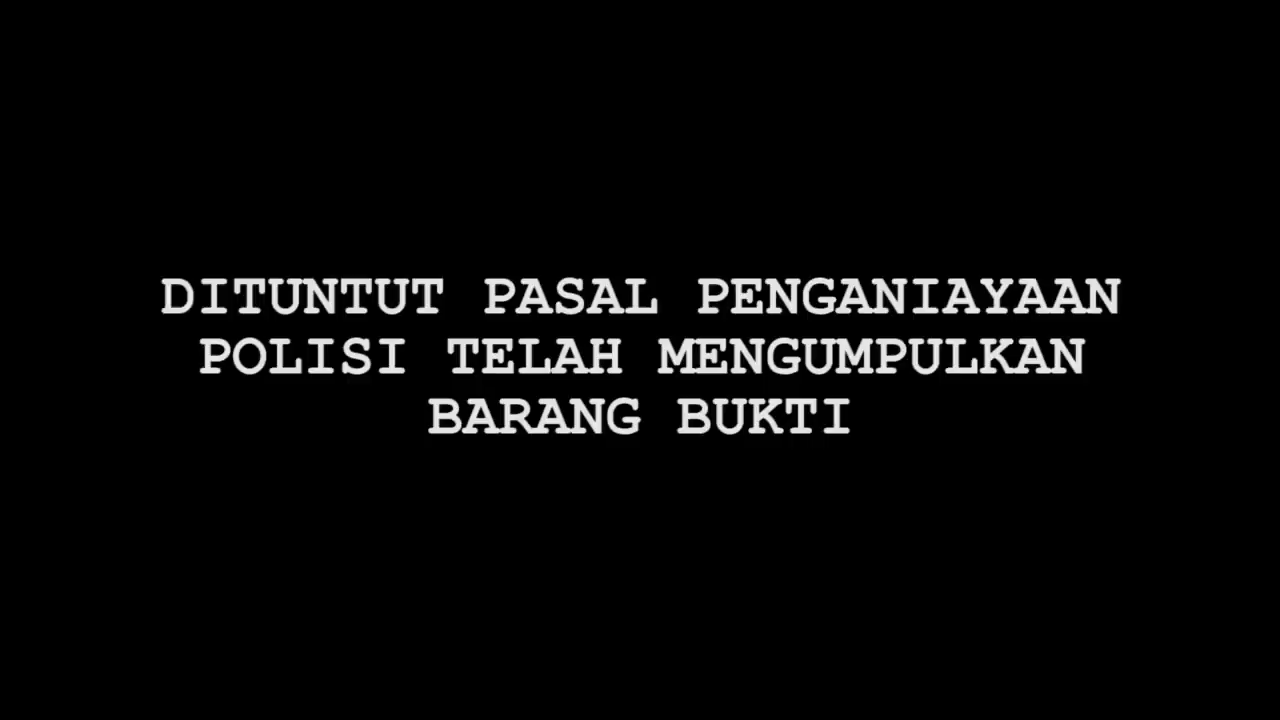 DITUNTUT PASAL PENGANIAYAAN
POLISI TELAH MENGUMPULKAN
BARANG BUKTI